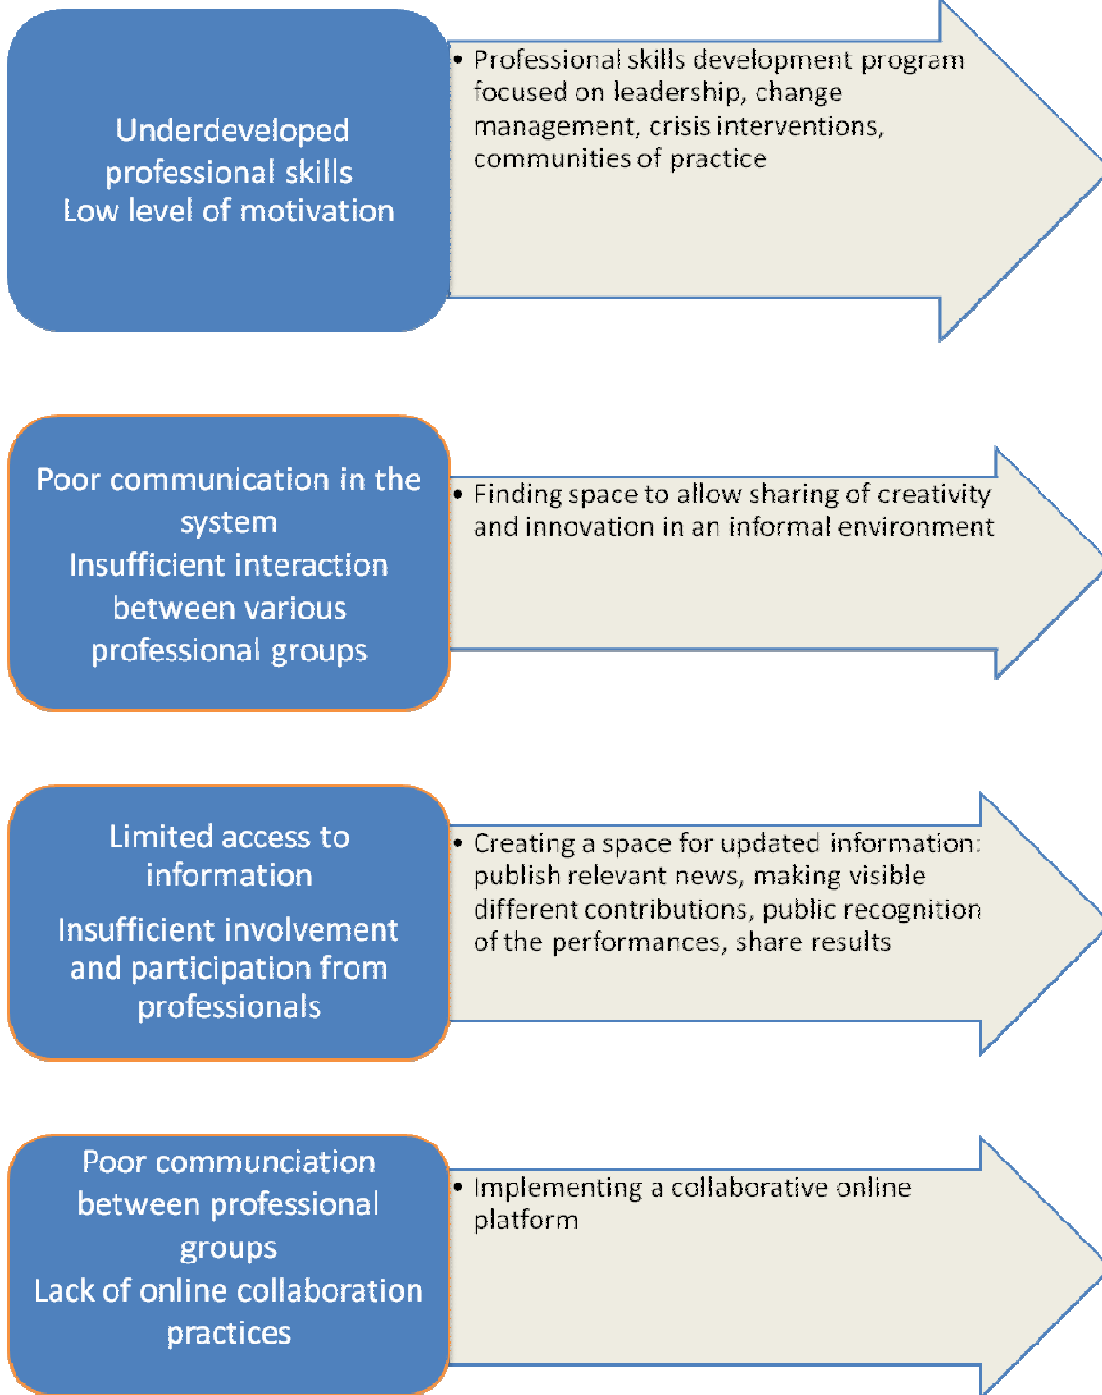 Underdeveloped
professional skills
Low level of motivation
• Professional skills development program
focused on leadership, change
management, crisis interventions,
communities of practice
Poor communication in the
system
Insufficient interaction
between various
professional groups
• Finding space to allow sharing of creativity
and innovation in an informal environment
Limited access to
information
Insufficient involvement
and participation from
professionals
• Creating a space for updated information:
publish relevant news, making visible
different contributions, public recognition
of the performances, share results
Poor communciation
between professional
groups
Lack of online collaboration
practices
• Implementing a collaborative online
platform